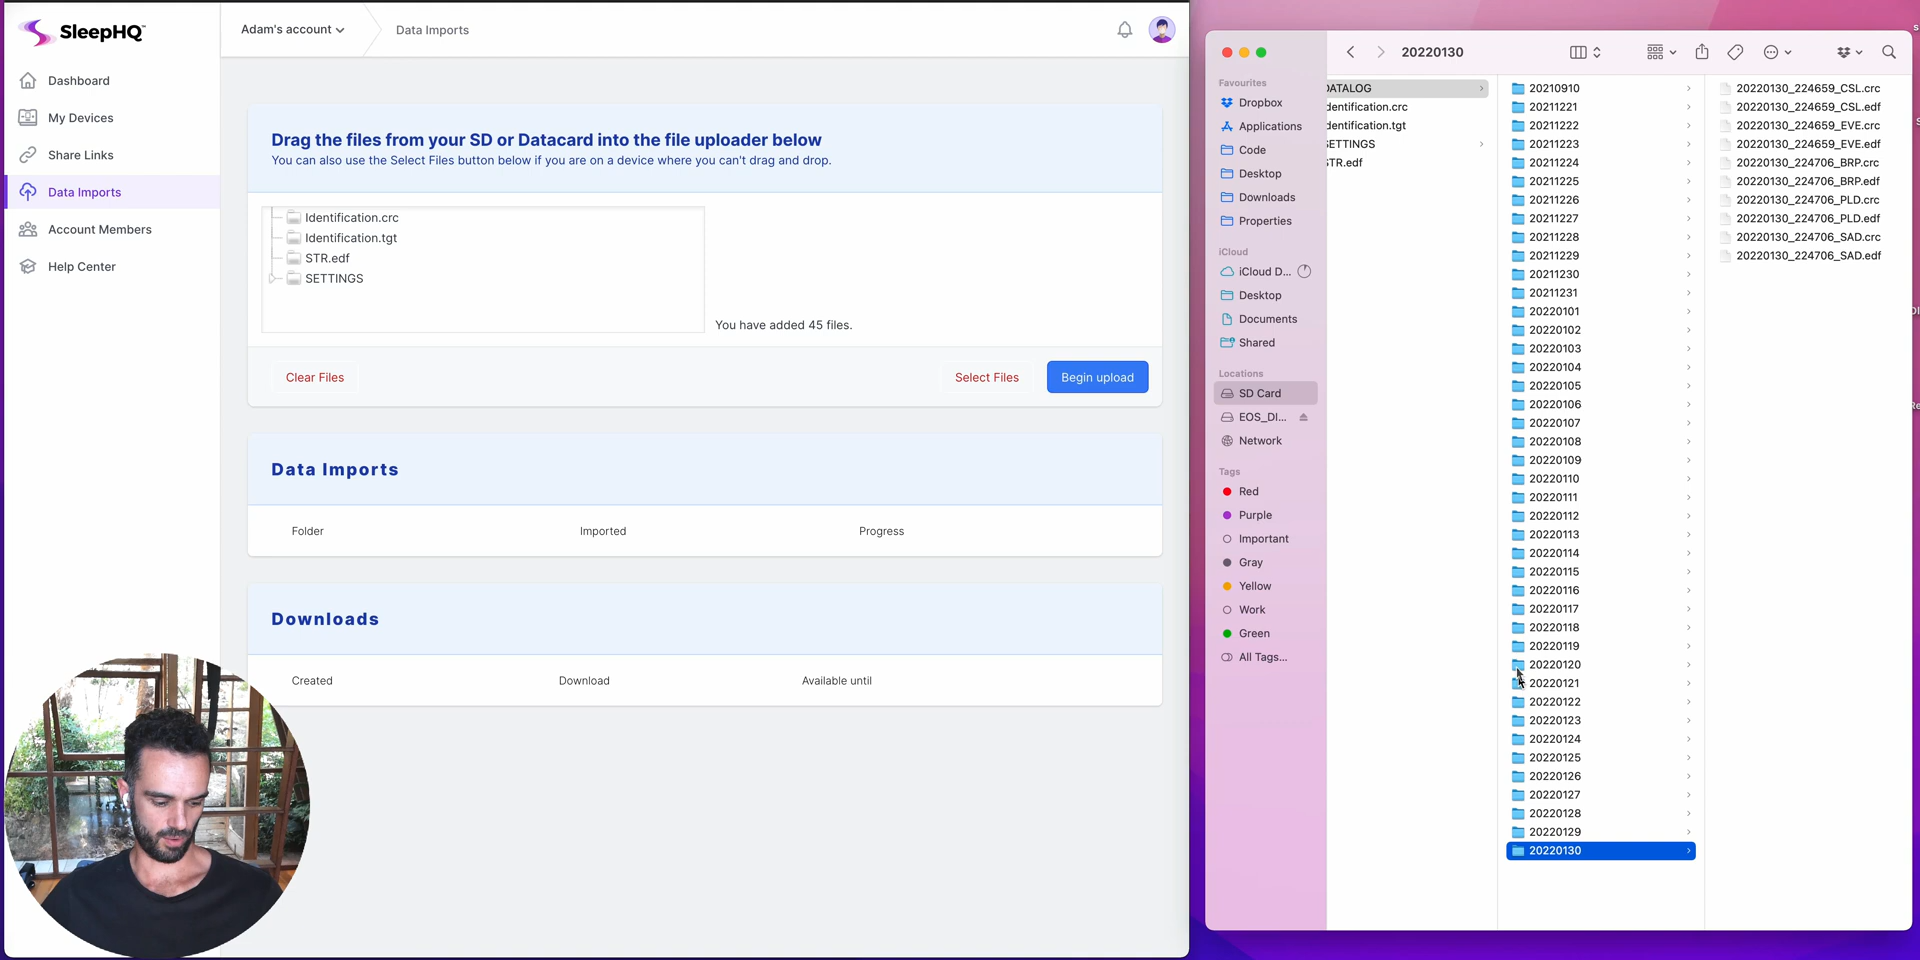 SleepHQ™
Dashboard
My Devices
Share Links
Data Imports
Account Members
Help Center
Adam's account
Data Imports
Drag the files from your SD or Datacard into the file uploader below
You can also use the Select Files button below if you are on a device where you can't drag and drop.
Identification.crc
Identification.tgt
STR.edf
SETTINGS
You have added 45 files.
Clear Files
Select Files
Begin upload
Data Imports
Folder
Imported
Progress
Downloads
Created
Download
Available until
20220130
Favourites
Dropbox
Applications
Code
Desktop
Downloads
Properties
iCloud
iCloud D...
Desktop
Documents
Shared
Locations
SD Card
EOS_DI...
Network
Tags
Red
Purple
Important
Gray
Yellow
Work
Green
All Tags...
DATALOG
dentification.crc
dentification.tgt
SETTINGS
STR.edf
20210910
20211221
20211222
20211223
20211224
20211225
20211226
20211227
20211228
20211229
20211230
20211231
20220101
20220102
20220103
20220104
20220105
20220106
20220107
20220108
20220109
20220110
20220111
20220112
20220113
20220114
20220115
20220116
20220117
20220118
20220119
20220120
20220121
20220122
20220123
20220124
20220125
20220126
20220127
20220128
20220129
20220130
20220130_224659_CSL.crc
20220130_224659_CSL.edf
20220130_224659_EVE.crc
20220130_224659_EVE.edf
20220130_224706_BRP.crc
20220130_224706_BRP.edf
20220130_224706_PLD.crc
20220130_224706_PLD.edf
20220130_224706_SAD.crc
20220130_224706_SAD.edf